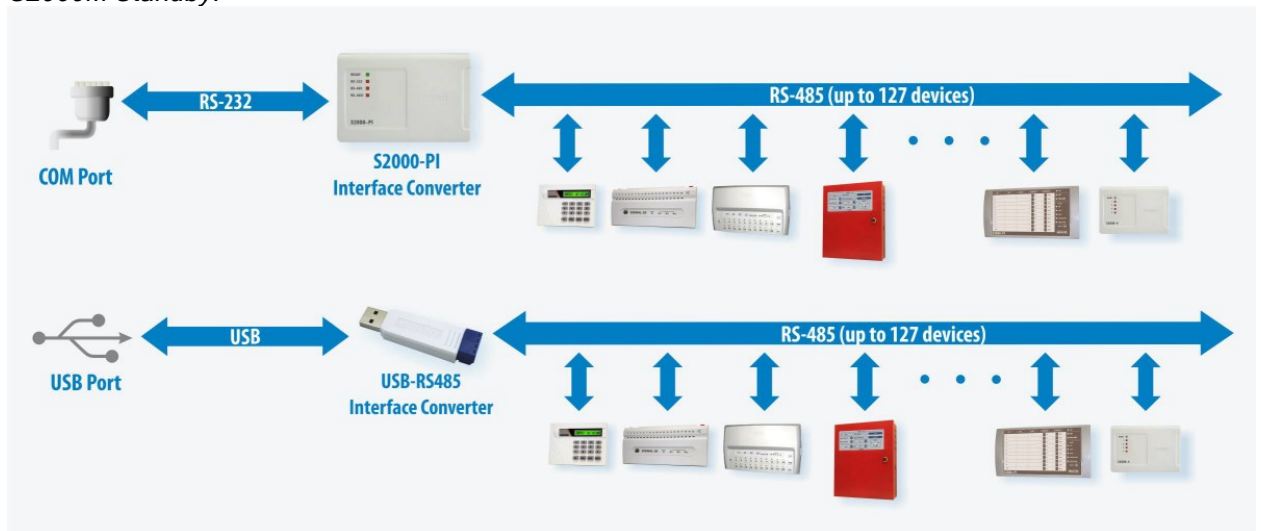 RS-232
RS-485 (up to 127 devices)
COM Port
S2000-PI
Interface Converter
USB
RS-485 (up to 127 devices)
USB Port
USB-RS485
Interface Converter